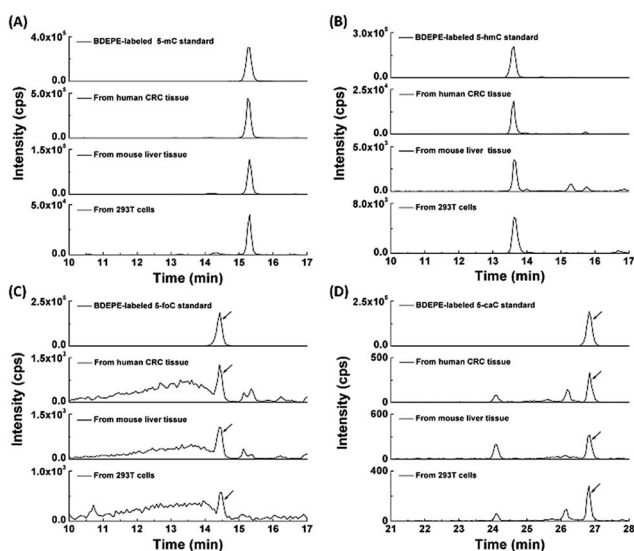 (A)
Intensity (cps)
4.0x10⁵
0.0
BDEPE-labeled 5-mC standard
5.0x10⁵
0.0
From human CRC tissue
1.5x10⁵
0.0
From mouse liver tissue
5.0x10⁴
0.0
From 293T cells
10 11 12 13 14 15 16 17
Time (min)
(B)
Intensity (cps)
3.0x10⁵
0.0
BDEPE-labeled 5-hmC standard
2.5x10⁴
0.0
From human CRC tissue
5.0x10³
0.0
From mouse liver tissue
8.0x10³
0.0
From 293T cells
10 11 12 13 14 15 16 17
Time (min)
(C)
Intensity (cps)
2.5x10⁵
0.0
BDEPE-labeled 5-foC standard
1.5x10³
0.0
From human CRC tissue
1.5x10³
0.0
From mouse liver tissue
1.0x10³
0.0
From 293T cells
10 11 12 13 14 15 16 17
Time (min)
(D)
Intensity (cps)
2.5x10⁵
0.0
BDEPE-labeled 5-caC standard
500
0.0
From human CRC tissue
600
0.0
From mouse liver tissue
400
0.0
From 293T cells
21 22 23 24 25 26 27 28
Time (min)